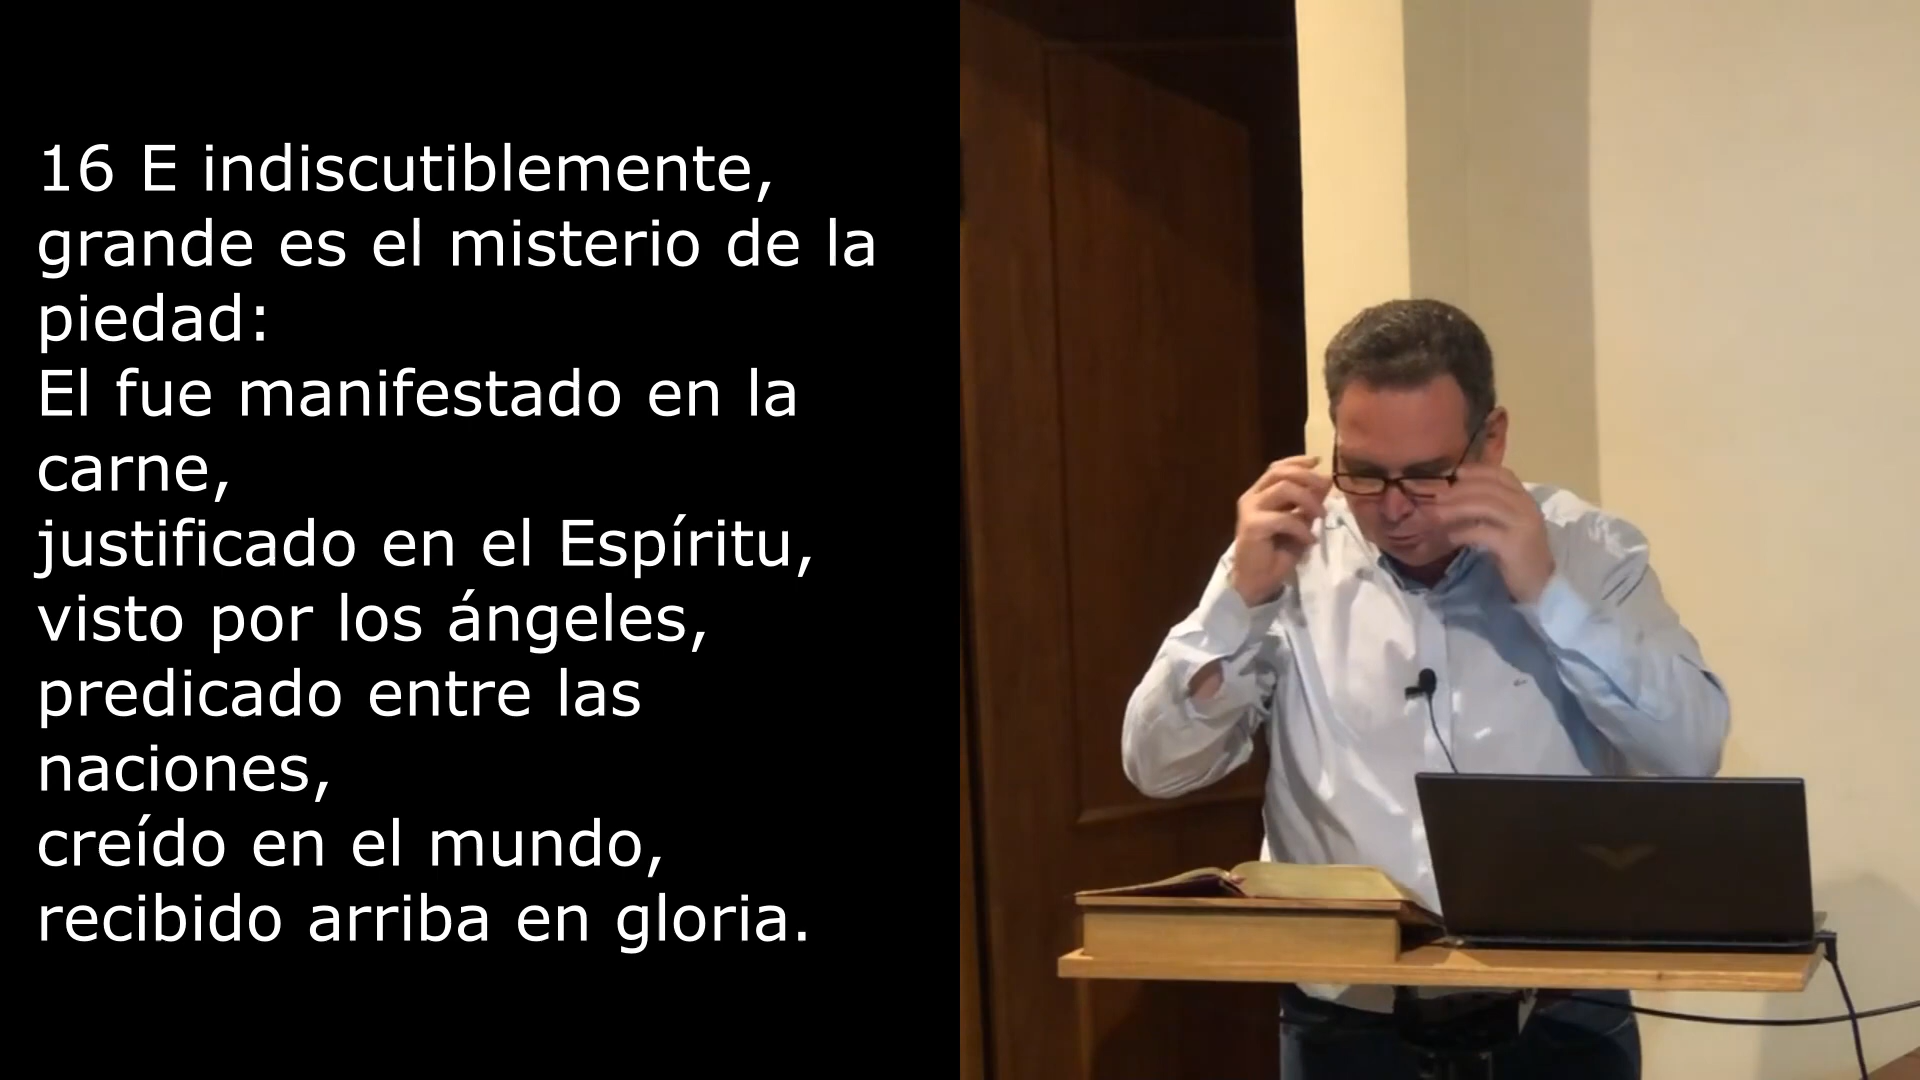 16 E indiscutiblemente,
grande es el misterio de la
piedad:
El fue manifestado en la
carne,
justificado en el Espíritu,
visto por los ángeles,
predicado entre las
naciones,
creído en el mundo,
recibido arriba en gloria.